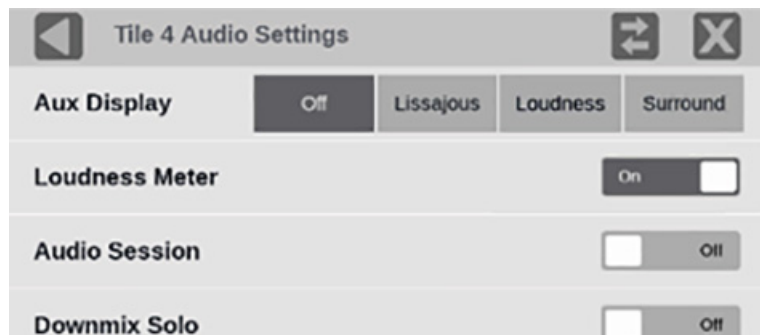 Tile 4 Audio Settings
Aux Display Off Lissajous Loudness Surround
Loudness Meter On
Audio Session Off
Downmix Solo Off